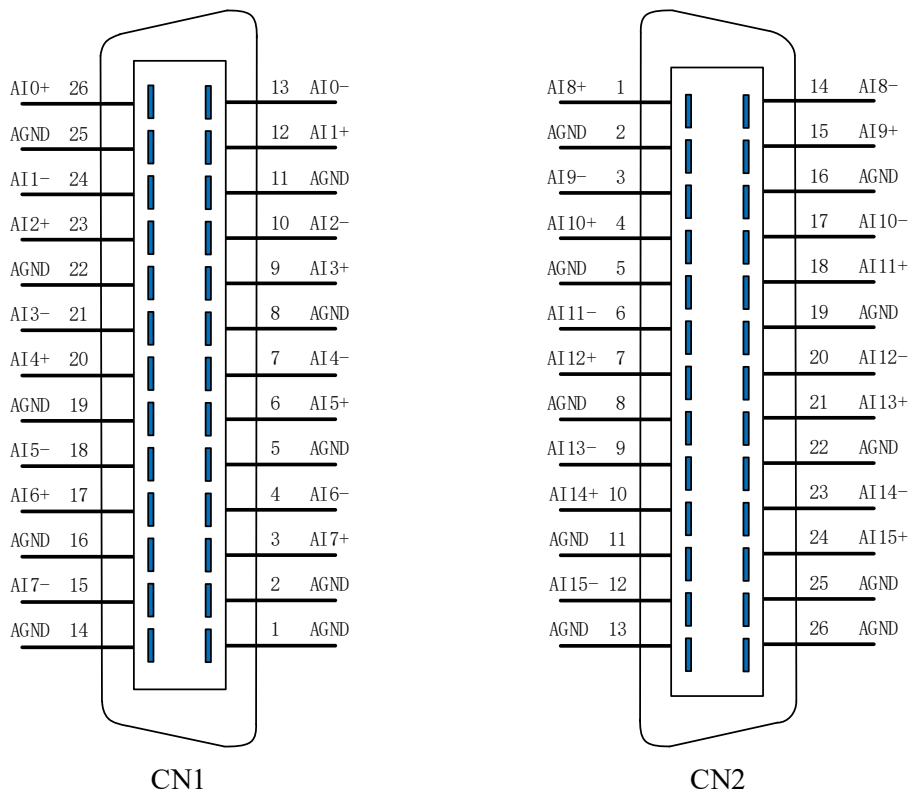 AI0+ 26 13 AI0- AI8+ 1 14 AI8-
AGND 25 12 AI1+ AGND 2 15 AI9+
AI1- 24 11 AGND AI9- 3 16 AGND
AI2+ 23 10 AI2- AI10+ 4 17 AI10-
AGND 22 9 AI3+ AGND 5 18 AI11+
AI3- 21 8 AGND AI11- 6 19 AGND
AI4+ 20 7 AI4- AI12+ 7 20 AI12-
AGND 19 6 AI5+ AGND 8 21 AI13+
AI5- 18 5 AGND AI13- 9 22 AGND
AI6+ 17 4 AI6- AI14+ 10 23 AI14-
AGND 16 3 AI7+ AGND 11 24 AI15+
AI7- 15 2 AGND AI15- 12 25 AGND
AGND 14 1 AGND AGND 13 26 AGND
CN1 CN2